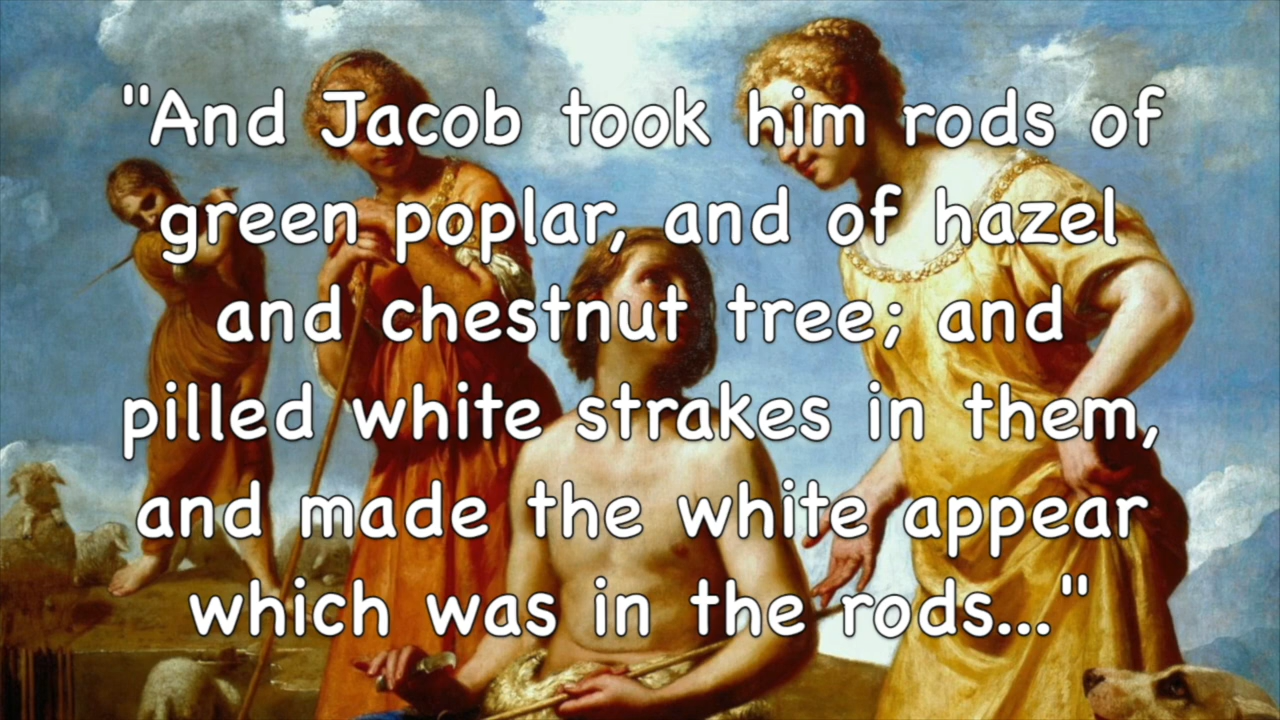 "And Jacob took him rods of
green poplar, and of hazel
and chestnut tree; and
pilled white strakes in them,
and made the white appear
which was in the rods..."